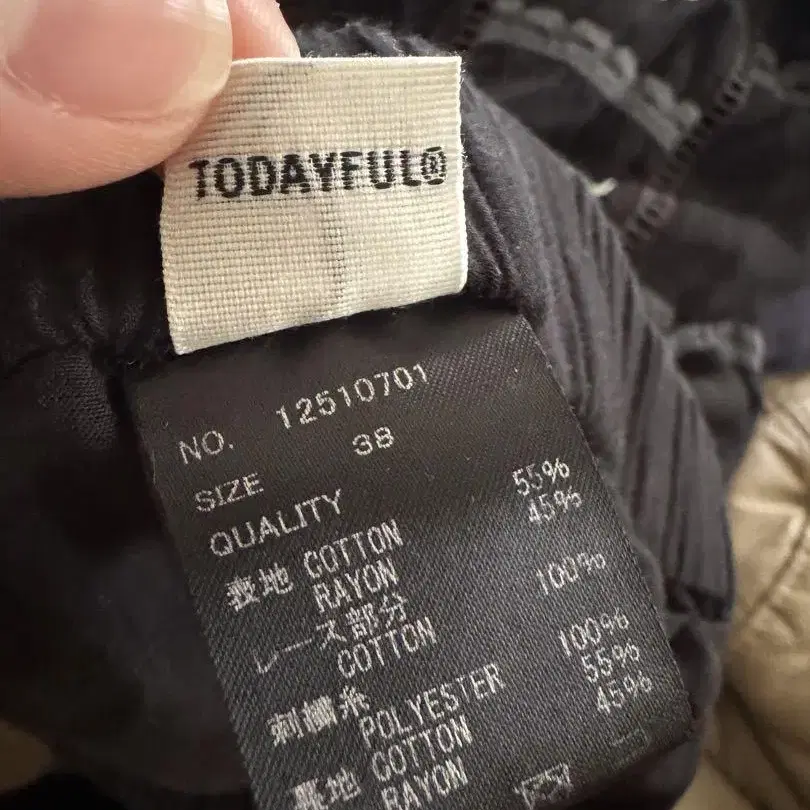 TODAYFUL®
NO. 12510701
SIZE 38
QUALITY
表地 COTTON 55%
RAYON 45%
レース部分
COTTON 100%
刺繍糸
POLYESTER 100%
裏地 COTTON 55%
RAYON 45%